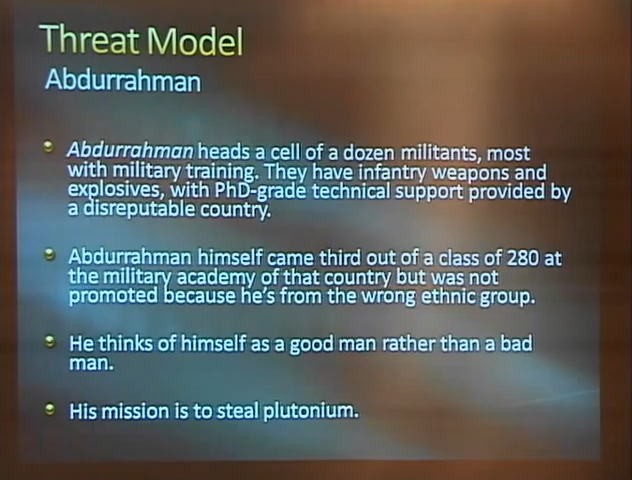 Threat Model
Abdurrahman
Abdurrahman heads a cell of a dozen militants, most
with military training. They have infantry weapons and
explosives, with PhD-grade technical support provided by
a disreputable country.
Abdurrahman himself came third out of a class of 280 at
the military academy of that country but was not
promoted because he's from the wrong ethnic group.
He thinks of himself as a good man rather than a bad
man.
His mission is to steal plutonium.